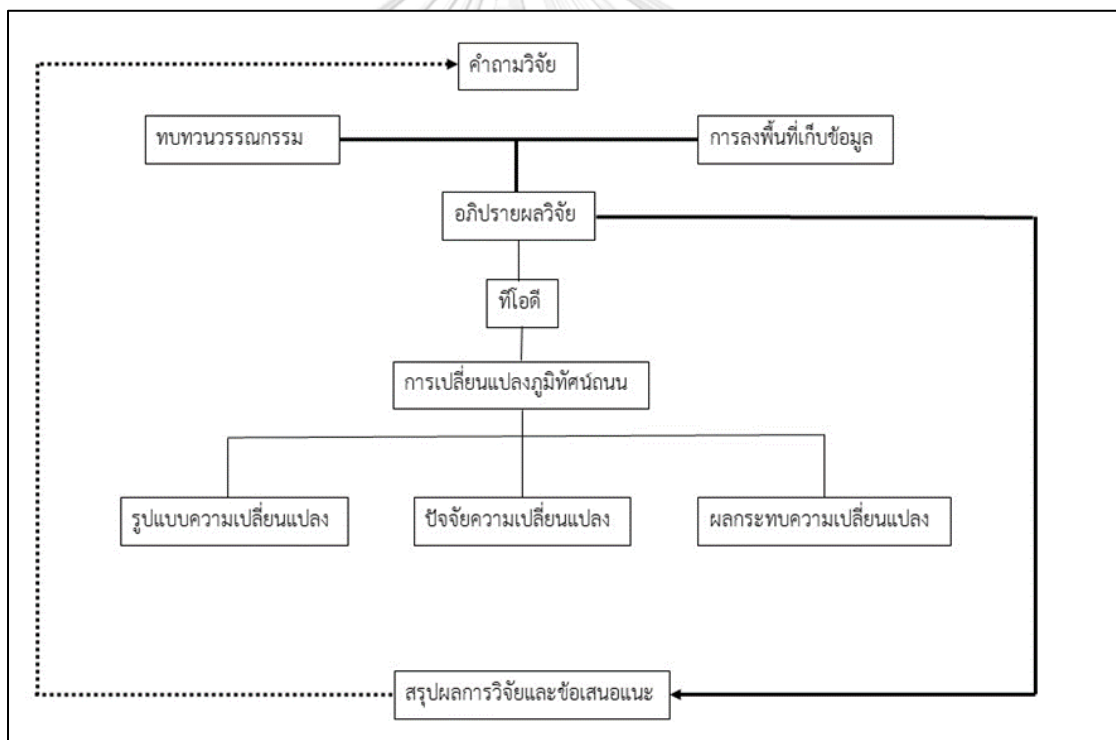 คำถามวิจัย
ทบทวนวรรณกรรม
การลงพื้นที่เก็บข้อมูล
อภิปรายผลวิจัย
ทีโอดี
การเปลี่ยนแปลงภูมิทัศน์ถนน
รูปแบบความเปลี่ยนแปลง
ปัจจัยความเปลี่ยนแปลง
ผลกระทบความเปลี่ยนแปลง
สรุปผลการวิจัยและข้อเสนอแนะ